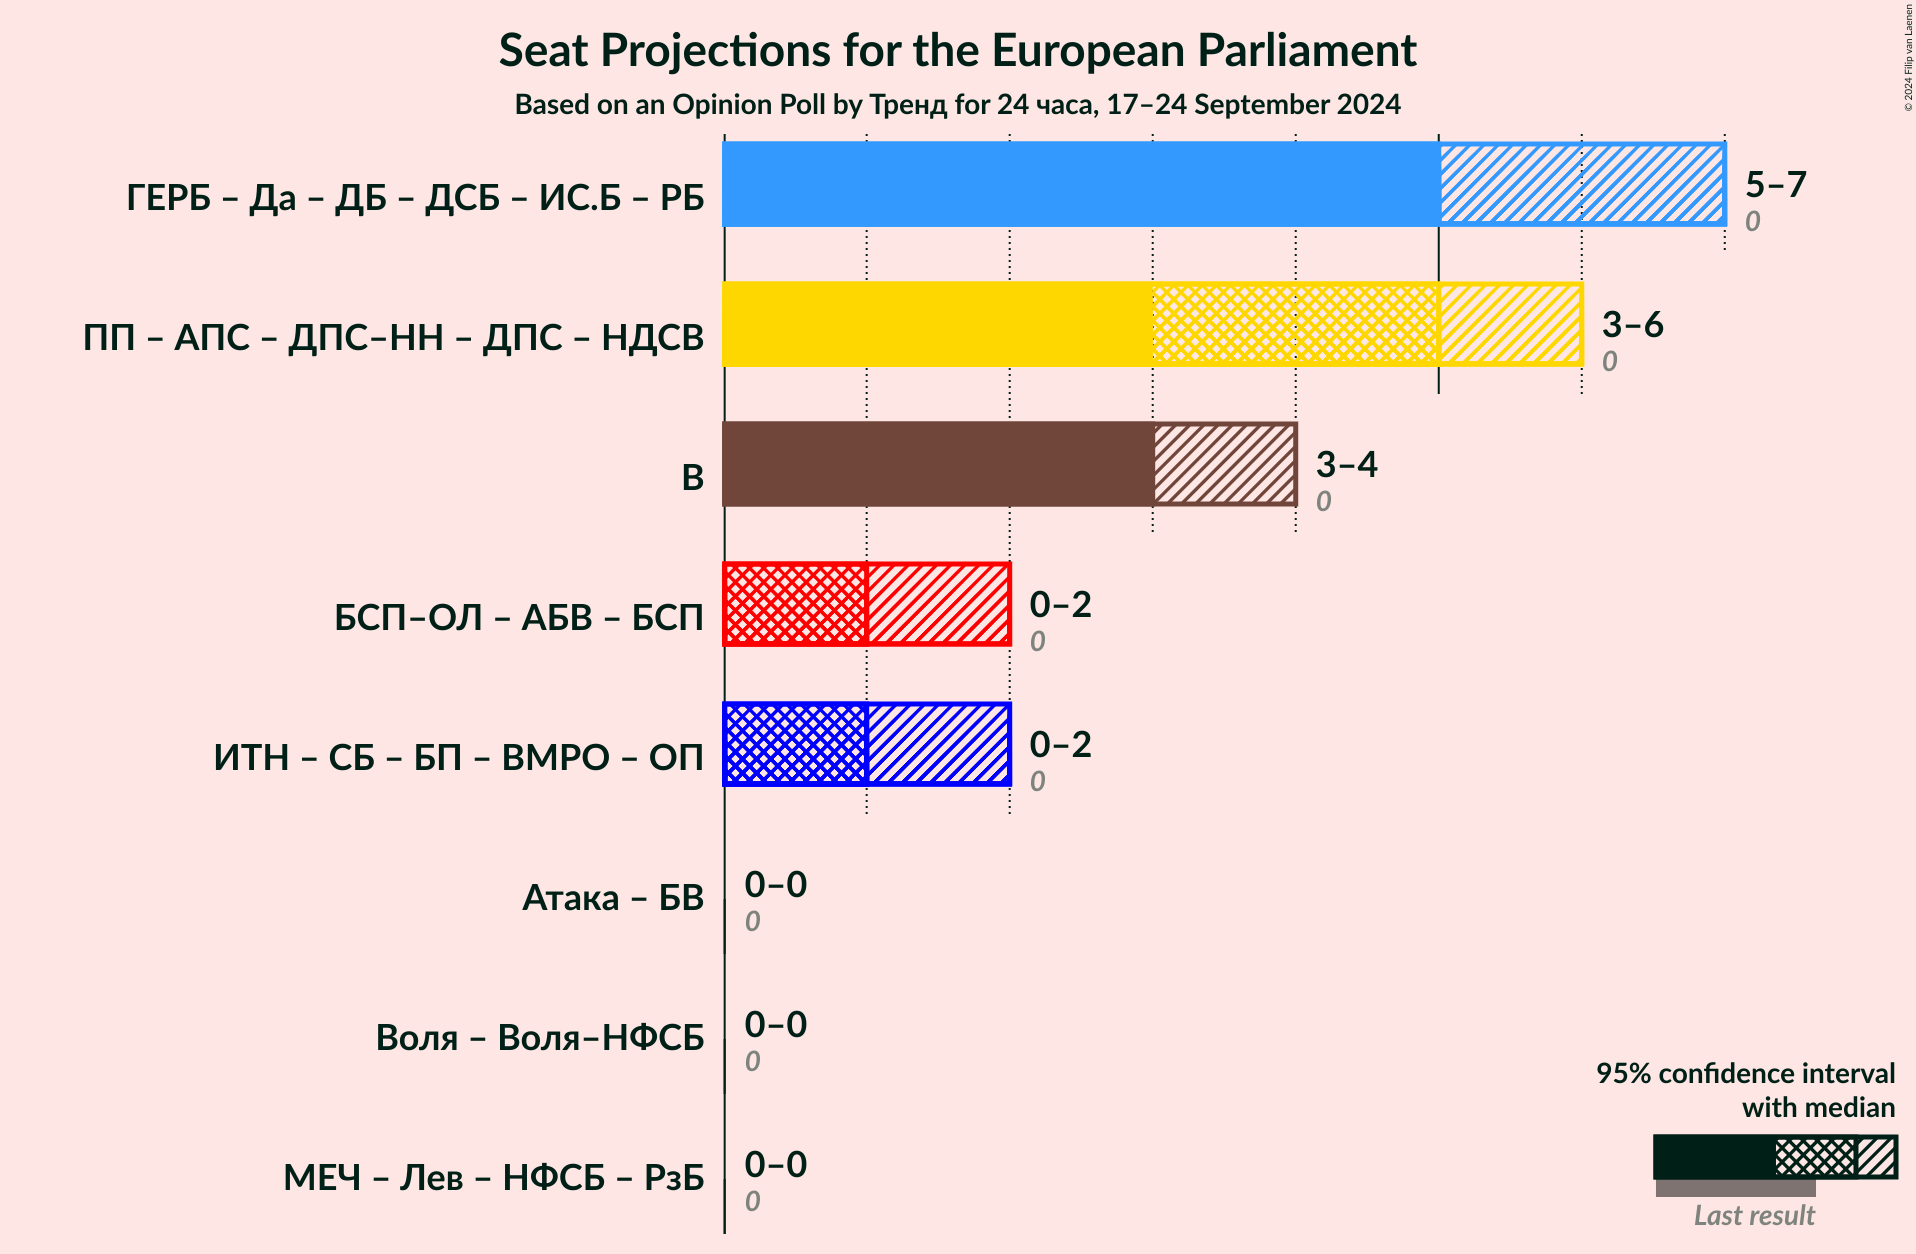 Seat Projections for the European Parliament
Based on an Opinion Poll by Тренд for 24 часа, 17–24 September 2024
© 2024 Filip van Laenen
ГЕРБ – Да – ДБ – ДСБ – ИС.Б – РБ
5–7
0
ПП – АПС – ДПС–НН – ДПС – НДСВ
3–6
0
В
3–4
0
БСП–ОЛ – АБВ – БСП
0–2
0
ИТН – СБ – БП – ВМРО – ОП
0–2
0
Атака – БВ
0–0
0
Воля – Воля–НФСБ
0–0
0
МЕЧ – Лев – НФСБ – РзБ
0–0
0
95% confidence interval
with median
Last result